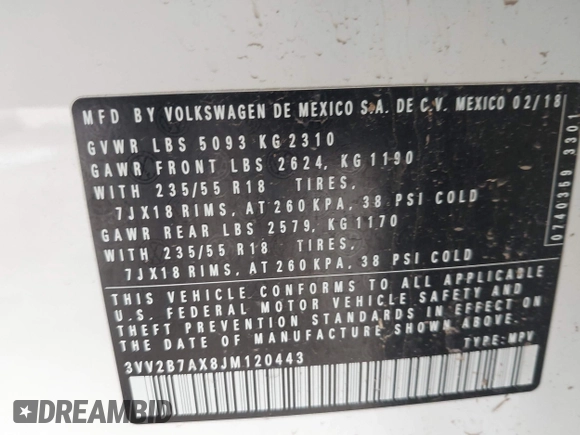 MFD BY VOLKSWAGEN DE MEXICO S.A. DE C.V. MEXICO 02/18
GVWR LBS 5093 KG 2310
GAWR FRONT LBS 2624, KG 1190
WITH 235/55 R18 TIRES,
7JX18 RIMS, AT 260 KPA, 38 PSI COLD
GAWR REAR LBS 2579, KG 1170
WITH 235/55 R18 TIRES,
7JX18 RIMS, AT 260 KPA, 38 PSI COLD
THIS VEHICLE CONFORMS TO ALL APPLICABLE
U.S. FEDERAL MOTOR VEHICLE SAFETY AND
THEFT PREVENTION STANDARDS IN EFFECT ON
THE DATE OF MANUFACTURE SHOWN ABOVE.
TYPE: MPV
3VV2B7AX8JM120443
0740359 3301
DREAMBID